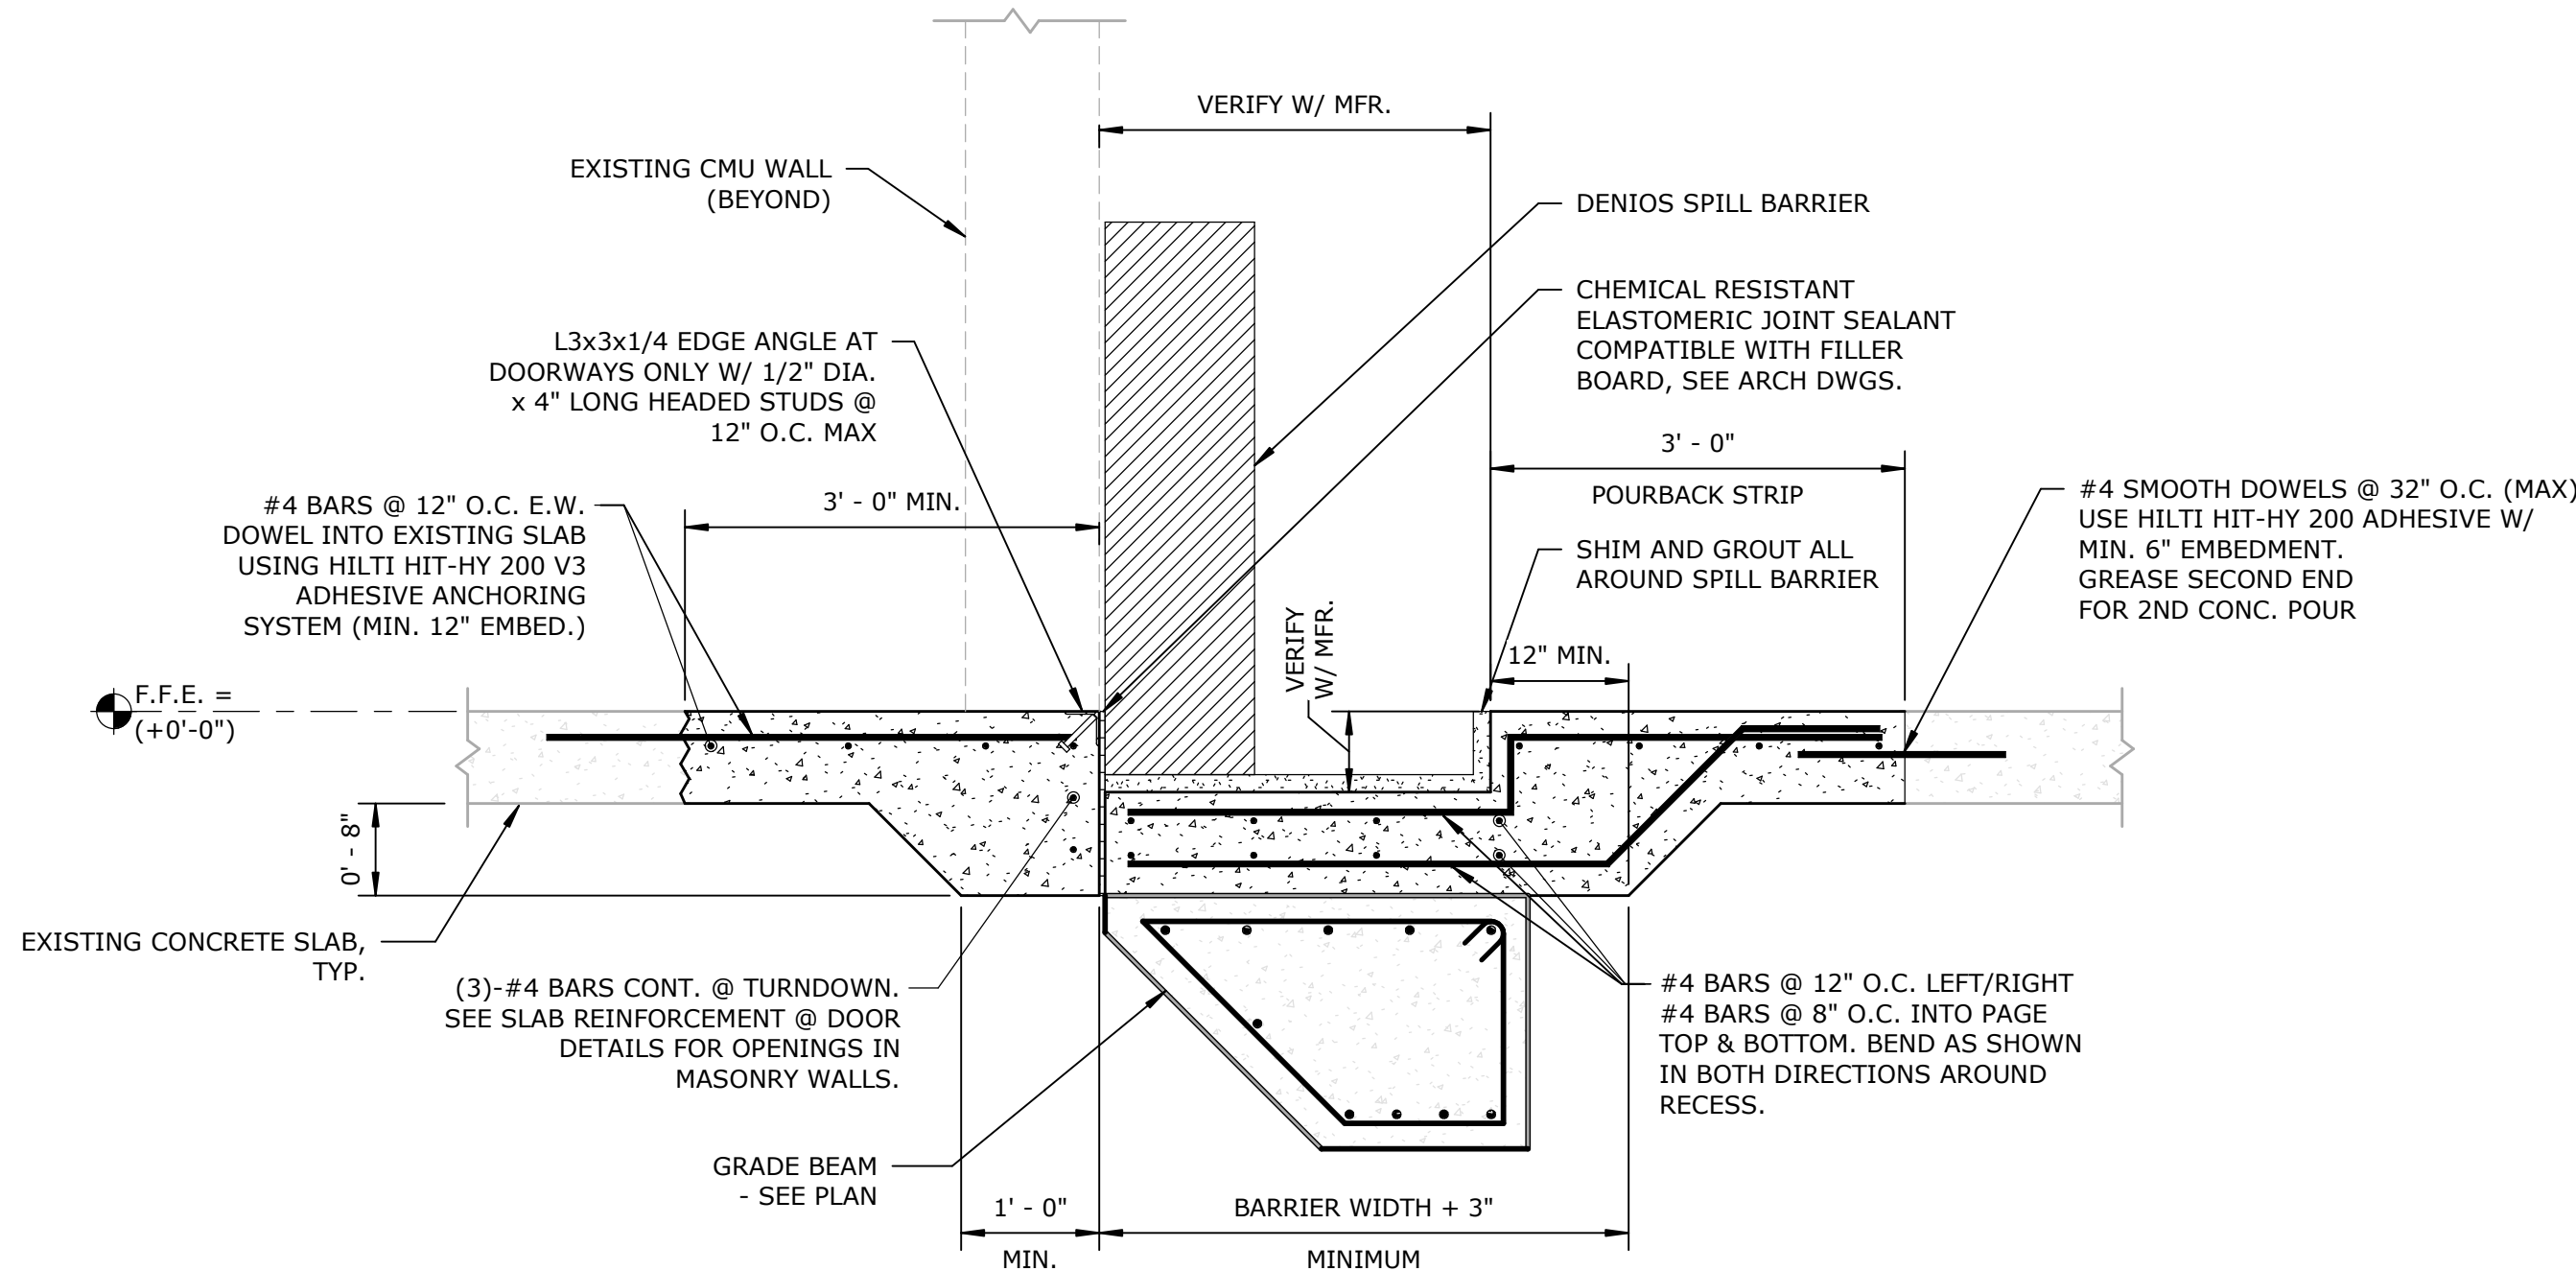 VERIFY W/ MFR.
EXISTING CMU WALL
(BEYOND)
DENIOS SPILL BARRIER
CHEMICAL RESISTANT
ELASTOMERIC JOINT SEALANT
COMPATIBLE WITH FILLER
BOARD, SEE ARCH DWGS.
L3x3x1/4 EDGE ANGLE AT
DOORWAYS ONLY W/ 1/2" DIA.
x 4" LONG HEADED STUDS @
12" O.C. MAX
3' - 0"
POURBACK STRIP
#4 BARS @ 12" O.C. E.W.
DOWEL INTO EXISTING SLAB
USING HILTI HIT-HY 200 V3
ADHESIVE ANCHORING
SYSTEM (MIN. 12" EMBED.)
3' - 0" MIN.
#4 SMOOTH DOWELS @ 32" O.C. (MAX)
USE HILTI HIT-HY 200 ADHESIVE W/
MIN. 6" EMBEDMENT.
GREASE SECOND END
FOR 2ND CONC. POUR
SHIM AND GROUT ALL
AROUND SPILL BARRIER
VERIFY
W/ MFR.
12" MIN.
F.F.E. =
(+0'-0")
0' - 8"
EXISTING CONCRETE SLAB,
TYP.
(3)-#4 BARS CONT. @ TURNDOWN.
SEE SLAB REINFORCEMENT @ DOOR
DETAILS FOR OPENINGS IN
MASONRY WALLS.
#4 BARS @ 12" O.C. LEFT/RIGHT
#4 BARS @ 8" O.C. INTO PAGE
TOP & BOTTOM. BEND AS SHOWN
IN BOTH DIRECTIONS AROUND
RECESS.
GRADE BEAM
- SEE PLAN
1' - 0"
MIN.
BARRIER WIDTH + 3"
MINIMUM